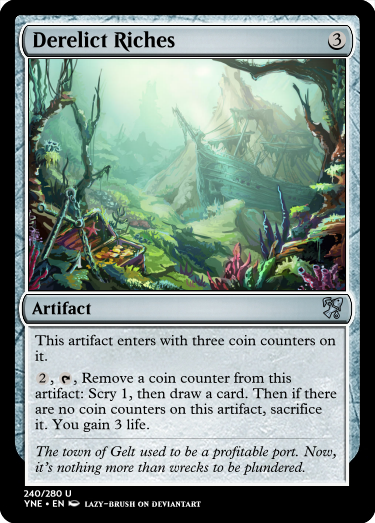 Derelict Riches 3
Artifact
This artifact enters with three coin counters on
it.
2, , Remove a coin counter from this
artifact: Scry 1, then draw a card. Then if there
are no coin counters on this artifact, sacrifice
it. You gain 3 life.
The town of Gelt used to be a profitable port. Now,
it's nothing more than wrecks to be plundered.
240/280 U
YNE • EN LAZY-BRUSH ON DEVIANTART